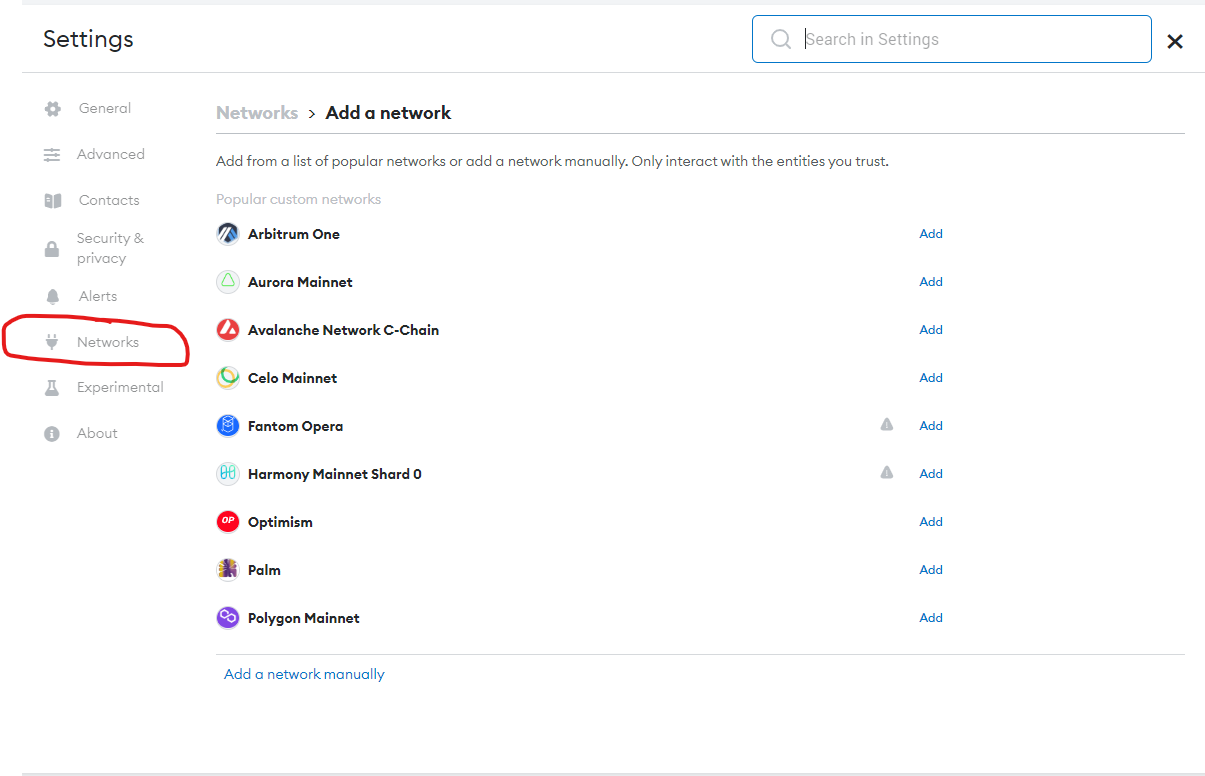 Settings
Search in Settings
General
Advanced
Contacts
Security &
privacy
Alerts
Networks
Experimental
About
Networks > Add a network
Add from a list of popular networks or add a network manually. Only interact with the entities you trust.
Popular custom networks
Arbitrum One Add
Aurora Mainnet Add
Avalanche Network C-Chain Add
Celo Mainnet Add
Fantom Opera Add
Harmony Mainnet Shard 0 Add
OP Optimism Add
Palm Add
Polygon Mainnet Add
Add a network manually